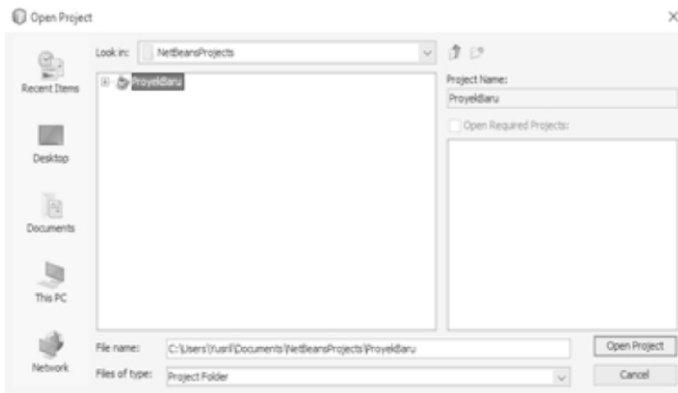 Open Project
Look in: NetBeansProjects
Recent Items
Desktop
Documents
This PC
Network
ProyekBaru
Project Name:
ProyekBaru
Open Required Projects:
File name: C:\Users\Yusril\Documents\NetBeansProjects\ProyekBaru
Files of type: Project Folder
Open Project
Cancel